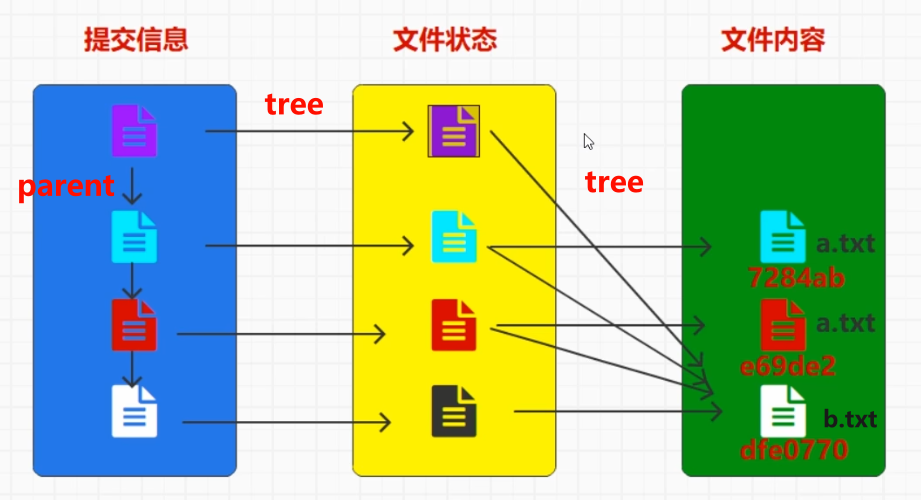 提交信息
文件状态
文件内容
tree
parent
tree
a.txt
7284ab
a.txt
e69de2
b.txt
dfe0770